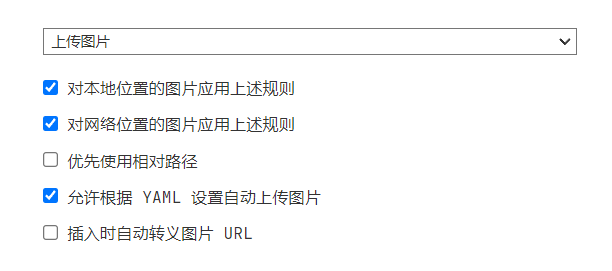 上传图片
对本地位置的图片应用上述规则
对网络位置的图片应用上述规则
优先使用相对路径
允许根据 YAML 设置自动上传图片
插入时自动转义图片 URL